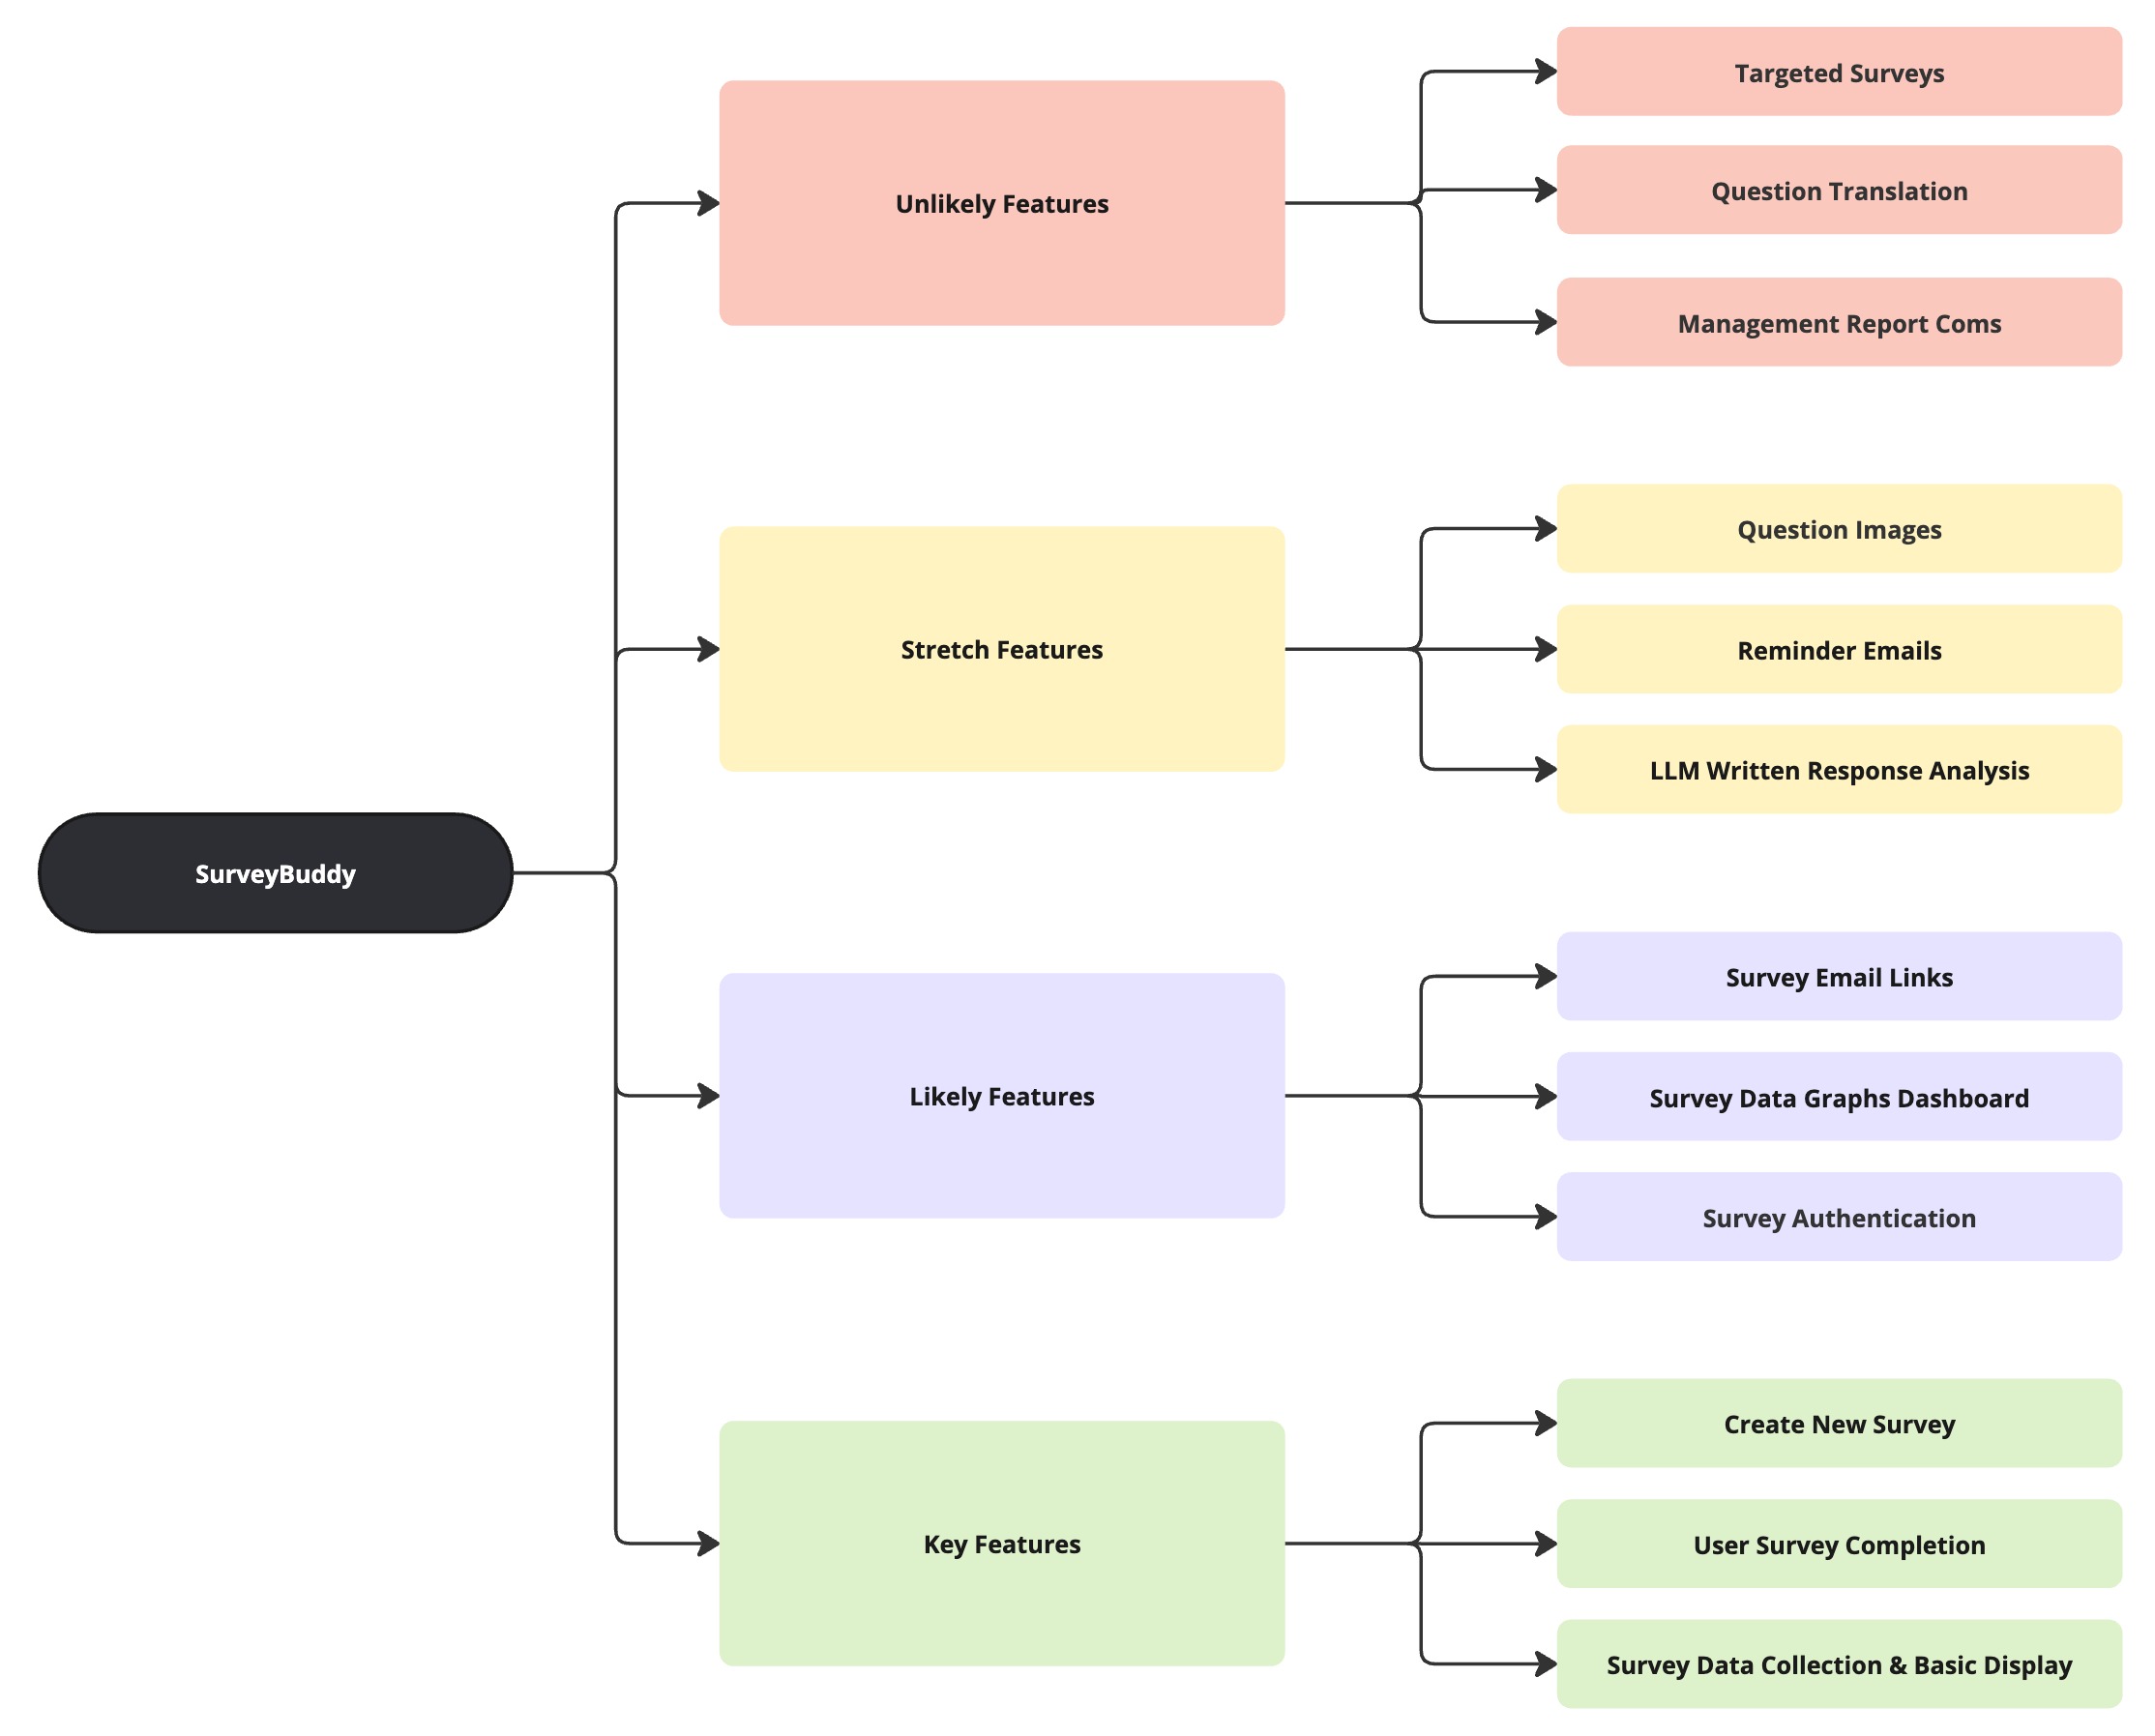 SurveyBuddy
Unlikely Features
Targeted Surveys
Question Translation
Management Report Coms
Stretch Features
Question Images
Reminder Emails
LLM Written Response Analysis
Likely Features
Survey Email Links
Survey Data Graphs Dashboard
Survey Authentication
Key Features
Create New Survey
User Survey Completion
Survey Data Collection & Basic Display